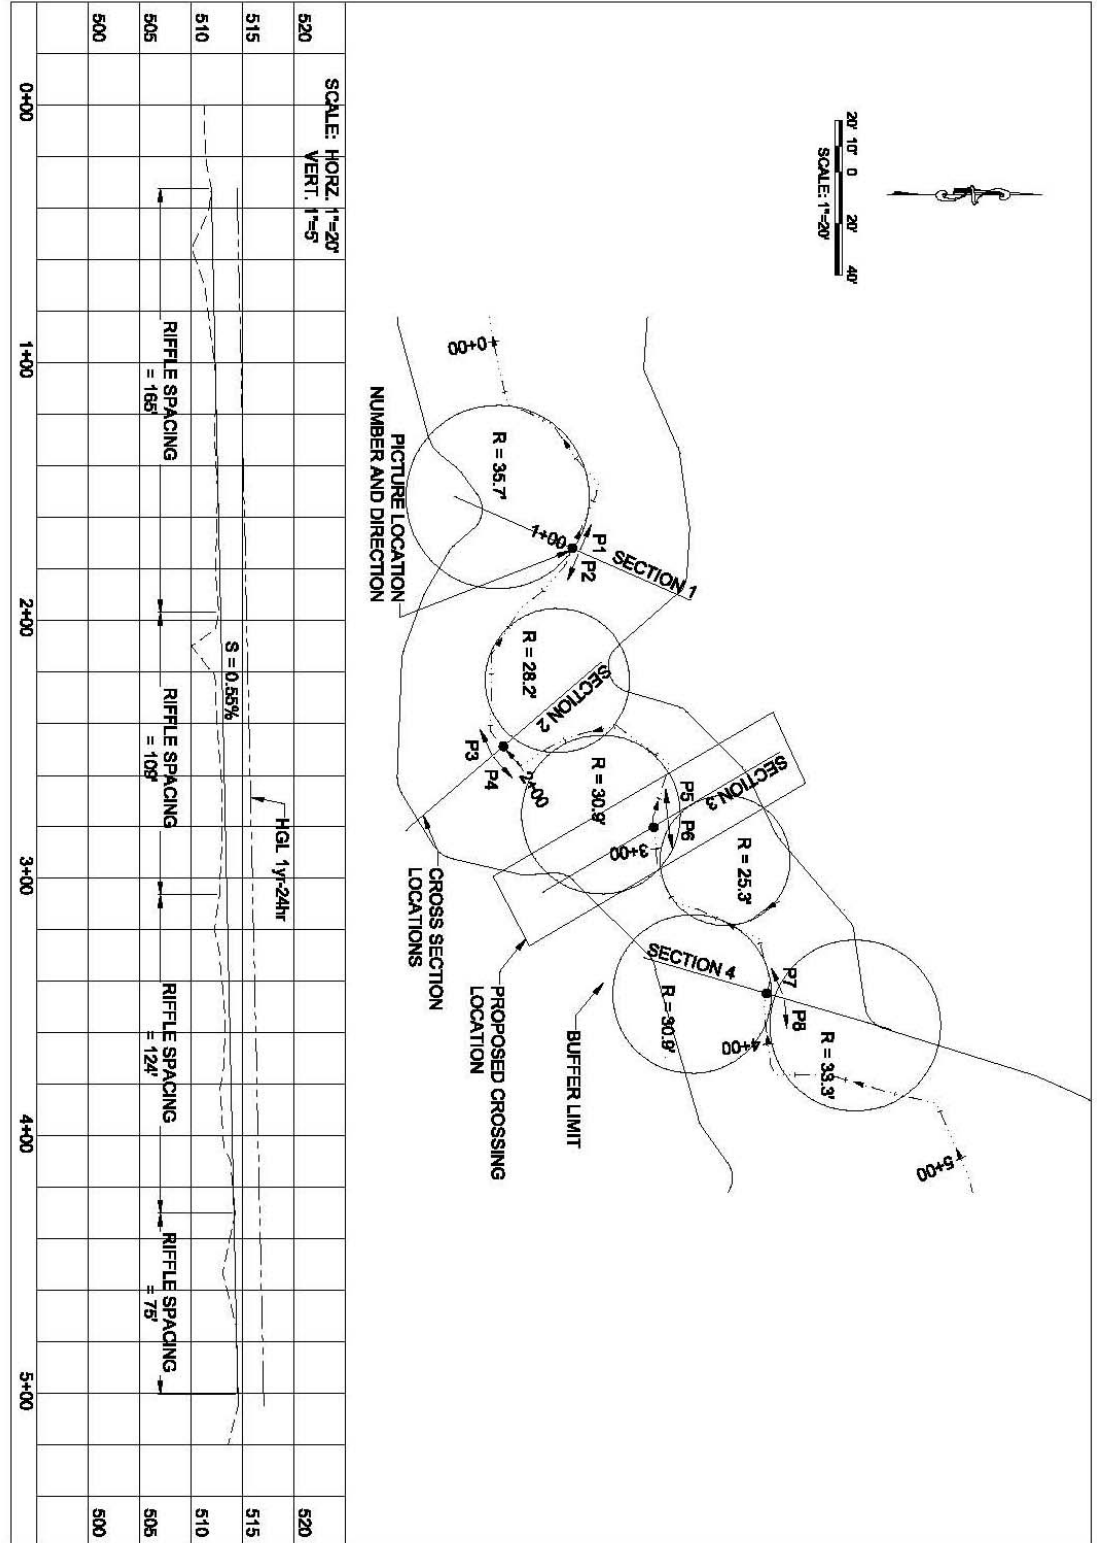 20' 10' 0 20' 40'
SCALE: 1"=20'
0+00
R = 35.7'
1+00
P1
P2
SECTION 1
PICTURE LOCATION
NUMBER AND DIRECTION
R = 28.2'
SECTION 2
P3
P4
2+00
R = 30.9'
P5
P6
SECTION 3
3+00
R = 25.3'
CROSS SECTION
LOCATIONS
SECTION 4
R = 30.9'
P7
P8
4+00
R = 33.3'
PROPOSED CROSSING
LOCATION
BUFFER LIMIT
5+00
SCALE: HORZ. 1"=20'
VERT. 1"=5'
520
515
510
505
500
HGL 1yr-24hr
S = 0.55%
RIFFLE SPACING
= 165'
RIFFLE SPACING
= 109'
RIFFLE SPACING
= 124'
RIFFLE SPACING
= 75'
520
515
510
505
500
0+00 1+00 2+00 3+00 4+00 5+00